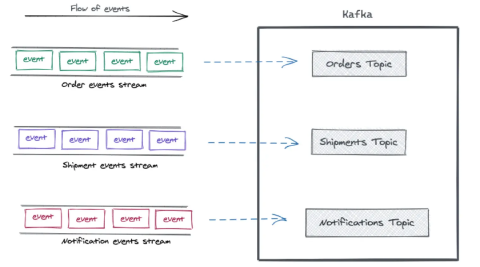 Flow of events
Kafka
event event event event
Orders Topic
Order events stream
event event event event
Shipments Topic
Shipment events stream
event event event event
Notifications Topic
Notification events stream